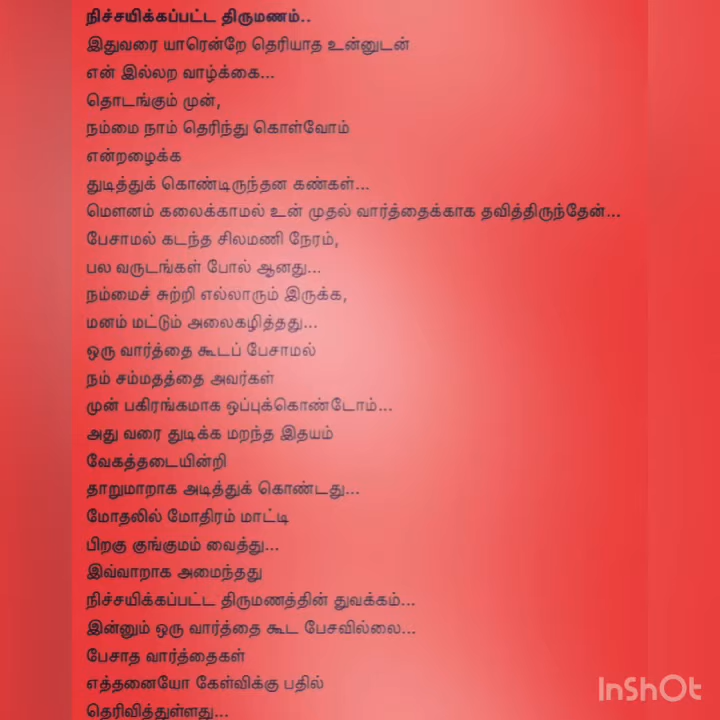 நிச்சயிக்கப்பட்ட திருமணம்..
இதுவரை யாரென்றே தெரியாத உன்னுடன்
என் இல்லற வாழ்க்கை...
தொடங்கும் முன்,
நம்மை நாம் தெரிந்து கொள்வோம்
என்றழைக்க
துடித்துக் கொண்டிருந்தன கண்கள்...
மௌனம் கலைக்காமல் உன் முதல் வார்த்தைக்காக தவித்திருந்தேன்...
பேசாமல் கடந்த சிலமணி நேரம்,
பல வருடங்கள் போல் ஆனது...
நம்மைச் சுற்றி எல்லாரும் இருக்க,
மனம் மட்டும் அலைகழித்தது...
ஒரு வார்த்தை கூடப் பேசாமல்
நம் சம்மதத்தை அவர்கள்
முன் பகிரங்கமாக ஒப்புக்கொண்டோம்...
அது வரை துடிக்க மறந்த இதயம்
வேகத்தடையின்றி
தாறுமாறாக அடித்துக் கொண்டது...
மோதலில் மோதிரம் மாட்டி
பிறகு குங்குமம் வைத்து...
இவ்வாறாக அமைந்தது
நிச்சயிக்கப்பட்ட திருமணத்தின் துவக்கம்...
இன்னும் ஒரு வார்த்தை கூட பேசவில்லை...
பேசாத வார்த்தைகள்
எத்தனையோ கேள்விக்கு பதில்
தெரிவித்துள்ளது...
InShOt